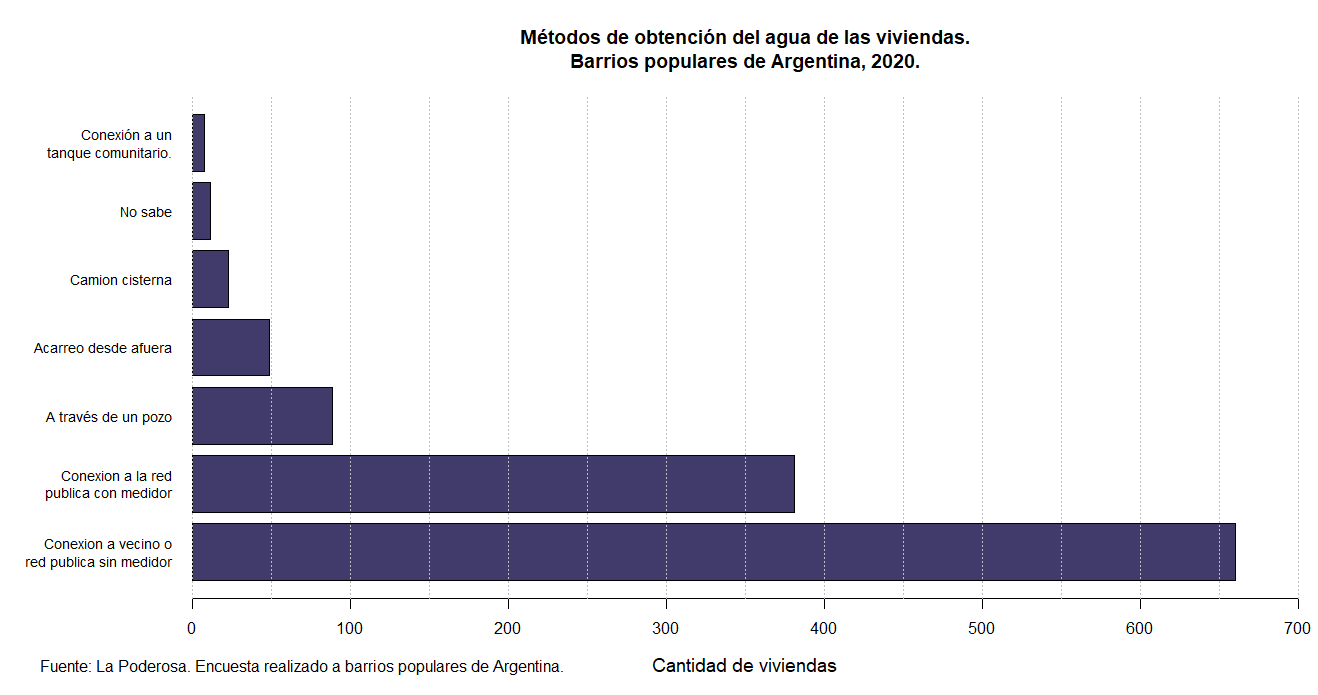 Métodos de obtención del agua de las viviendas.
Barrios populares de Argentina, 2020.
Conexión a un
tanque comunitario.
No sabe
Camion cisterna
Acarreo desde afuera
A través de un pozo
Conexion a la red
publica con medidor
Conexion a vecino o
red publica sin medidor
0 100 200 300 400 500 600 700
Fuente: La Poderosa. Encuesta realizado a barrios populares de Argentina.
Cantidad de viviendas